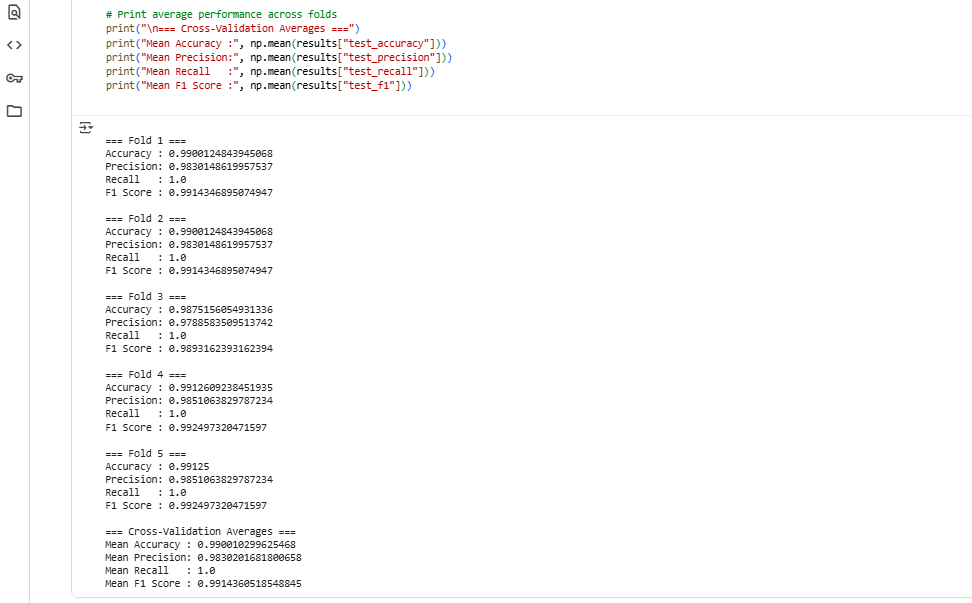 # Print average performance across folds
print("\n=== Cross-Validation Averages ===")
print("Mean Accuracy :", np.mean(results["test_accuracy"]))
print("Mean Precision:", np.mean(results["test_precision"]))
print("Mean Recall   :", np.mean(results["test_recall"]))
print("Mean F1 Score :", np.mean(results["test_f1"]))
=== Fold 1 ===
Accuracy : 0.9900124843945068
Precision: 0.9830148619957537
Recall   : 1.0
F1 Score : 0.9914346895074947
=== Fold 2 ===
Accuracy : 0.9900124843945068
Precision: 0.9830148619957537
Recall   : 1.0
F1 Score : 0.9914346895074947
=== Fold 3 ===
Accuracy : 0.9875156054931336
Precision: 0.9788583509513742
Recall   : 1.0
F1 Score : 0.9893162393162394
=== Fold 4 ===
Accuracy : 0.9912609238451935
Precision: 0.9851063829787234
Recall   : 1.0
F1 Score : 0.992497320471597
=== Fold 5 ===
Accuracy : 0.99125
Precision: 0.9851063829787234
Recall   : 1.0
F1 Score : 0.992497320471597
=== Cross-Validation Averages ===
Mean Accuracy : 0.990010299625468
Mean Precision: 0.9830201681800658
Mean Recall   : 1.0
Mean F1 Score : 0.9914360518548845